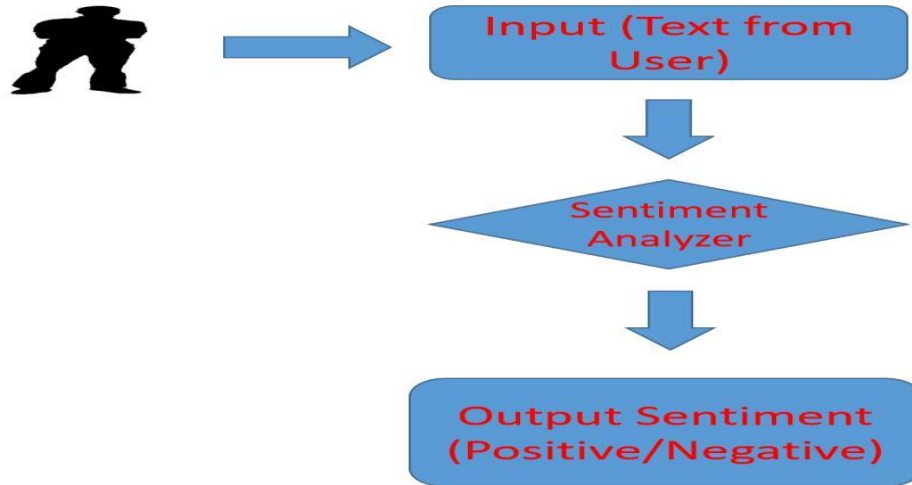 Input (Text from
User)
Sentiment
Analyzer
Output Sentiment
(Positive/Negative)